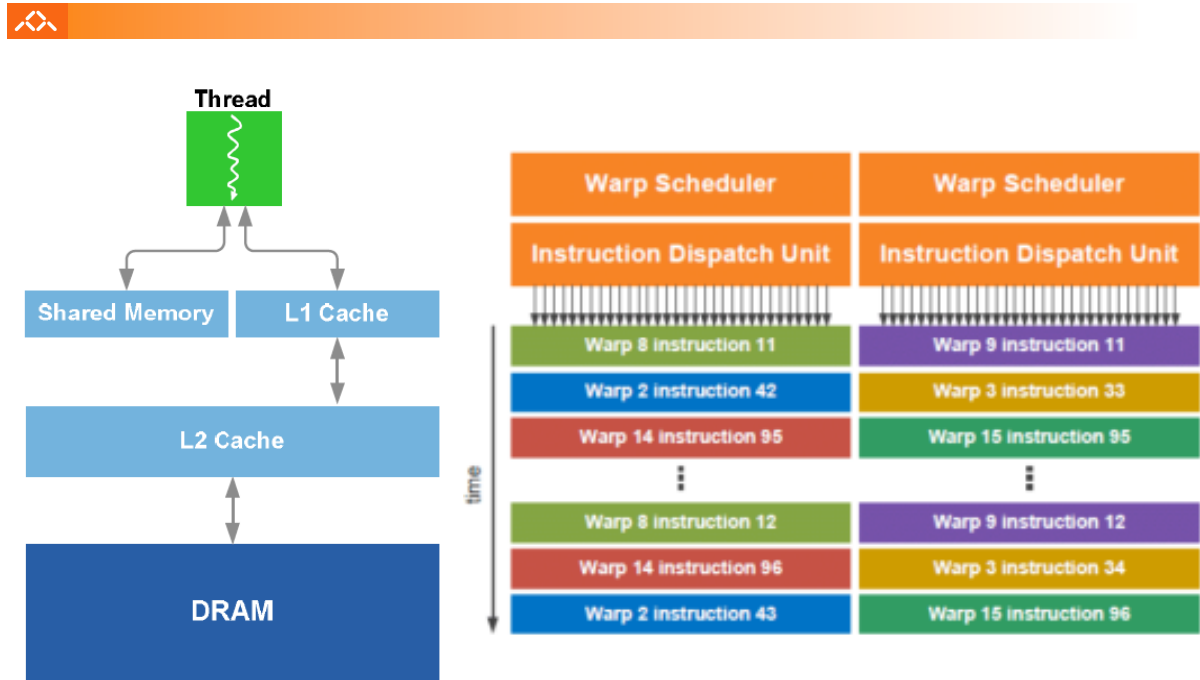 Thread
Shared Memory
L1 Cache
L2 Cache
DRAM
Warp Scheduler
Warp Scheduler
Instruction Dispatch Unit
Instruction Dispatch Unit
time
Warp 8 instruction 11
Warp 9 instruction 11
Warp 2 instruction 42
Warp 3 instruction 33
Warp 14 instruction 95
Warp 15 instruction 95
Warp 8 instruction 12
Warp 9 instruction 12
Warp 14 instruction 96
Warp 3 instruction 34
Warp 2 instruction 43
Warp 15 instruction 96